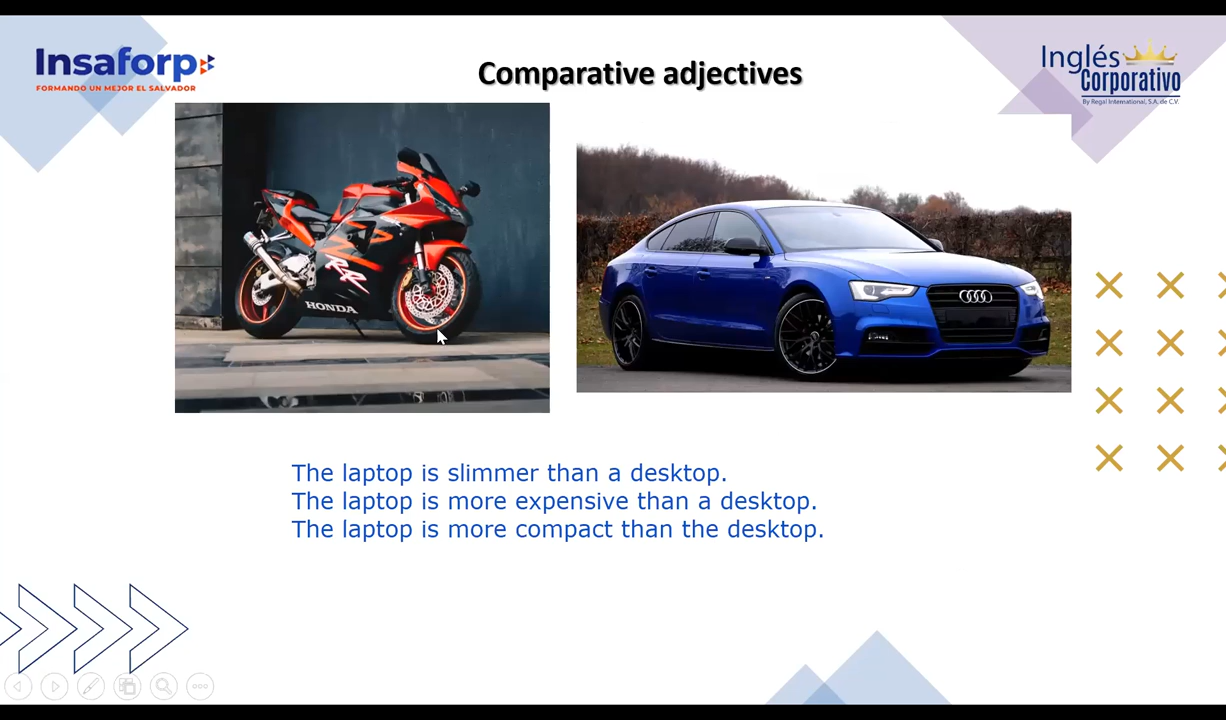 Insaforp
FORMANDO UN MEJOR EL SALVADOR
Comparative adjectives
Inglés
Corporativo
By Regal International, S.A. de C.V.
RR
HONDA
The laptop is slimmer than a desktop.
The laptop is more expensive than a desktop.
The laptop is more compact than the desktop.